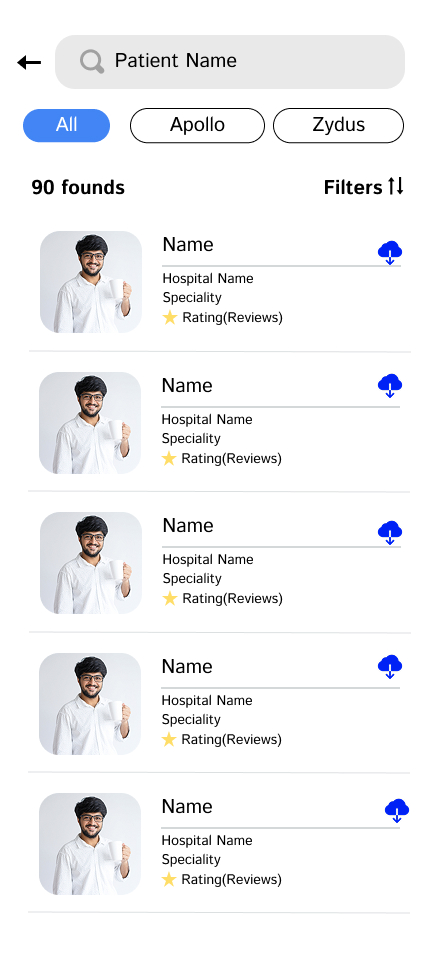 Patient Name
All Apollo Zydus
90 founds Filters
Name
Hospital Name
Speciality
Rating(Reviews)
Name
Hospital Name
Speciality
Rating(Reviews)
Name
Hospital Name
Speciality
Rating(Reviews)
Name
Hospital Name
Speciality
Rating(Reviews)
Name
Hospital Name
Speciality
Rating(Reviews)